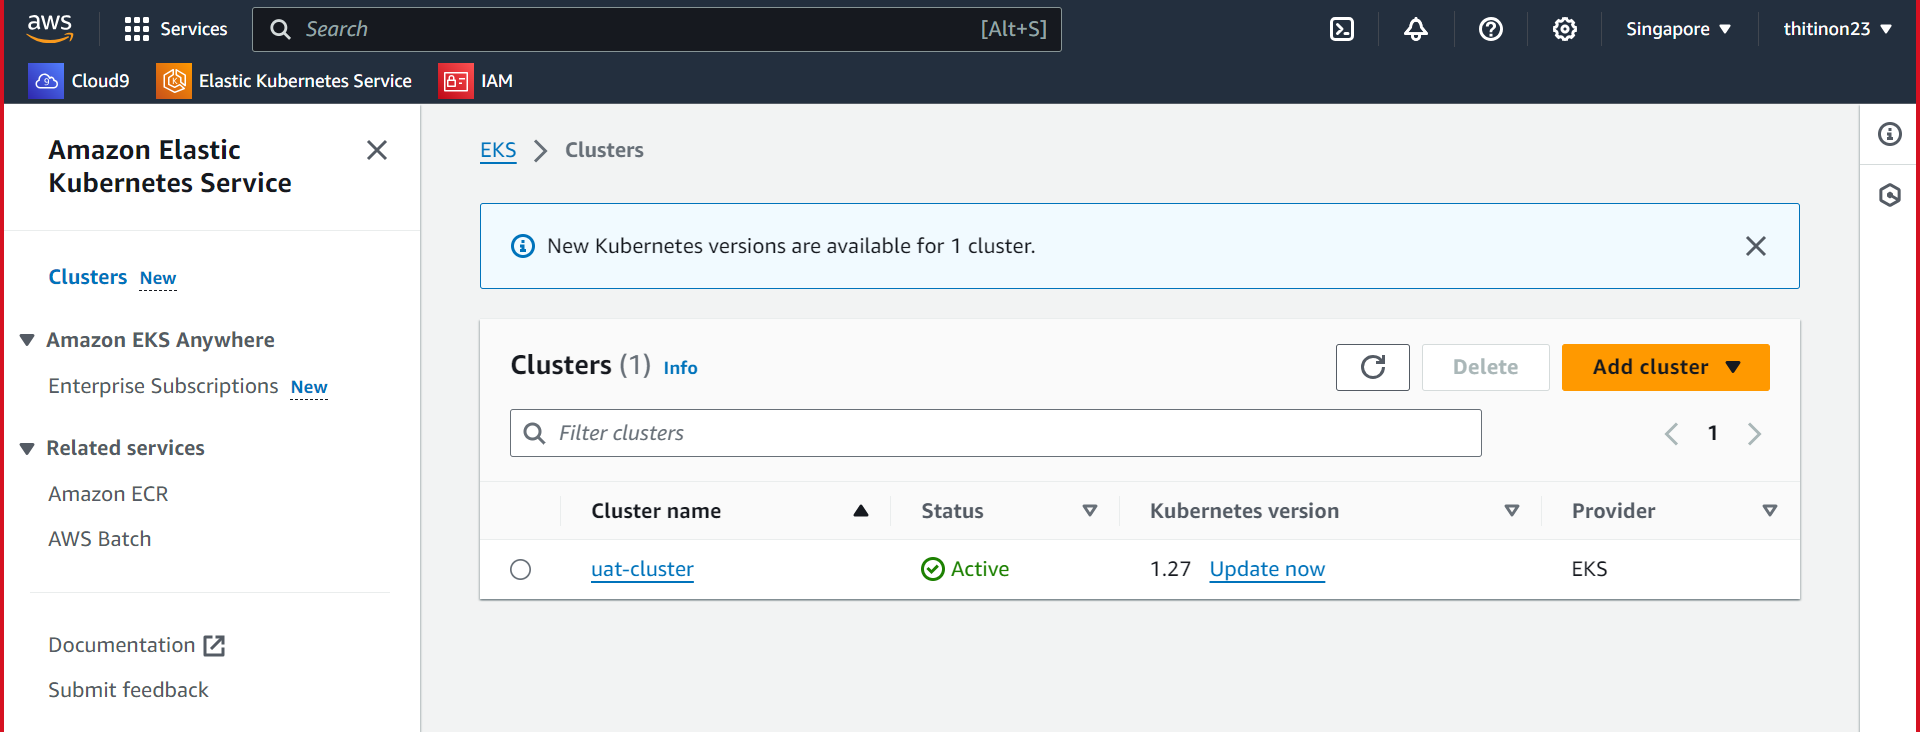 aws
Services
Search [Alt+S]
Singapore
thitinon23
Cloud9
Elastic Kubernetes Service
IAM
Amazon Elastic
Kubernetes Service
Clusters New
Amazon EKS Anywhere
Enterprise Subscriptions New
Related services
Amazon ECR
AWS Batch
Documentation
Submit feedback
EKS Clusters
New Kubernetes versions are available for 1 cluster.
Clusters (1) Info
Delete
Add cluster
Filter clusters
1
Cluster name Status Kubernetes version Provider
uat-cluster Active 1.27 Update now EKS